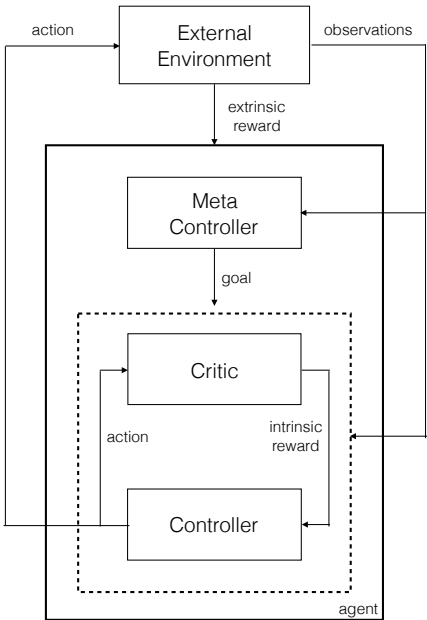 action
External
Environment
observations
extrinsic
reward
Meta
Controller
goal
Critic
action
intrinsic
reward
Controller
agent